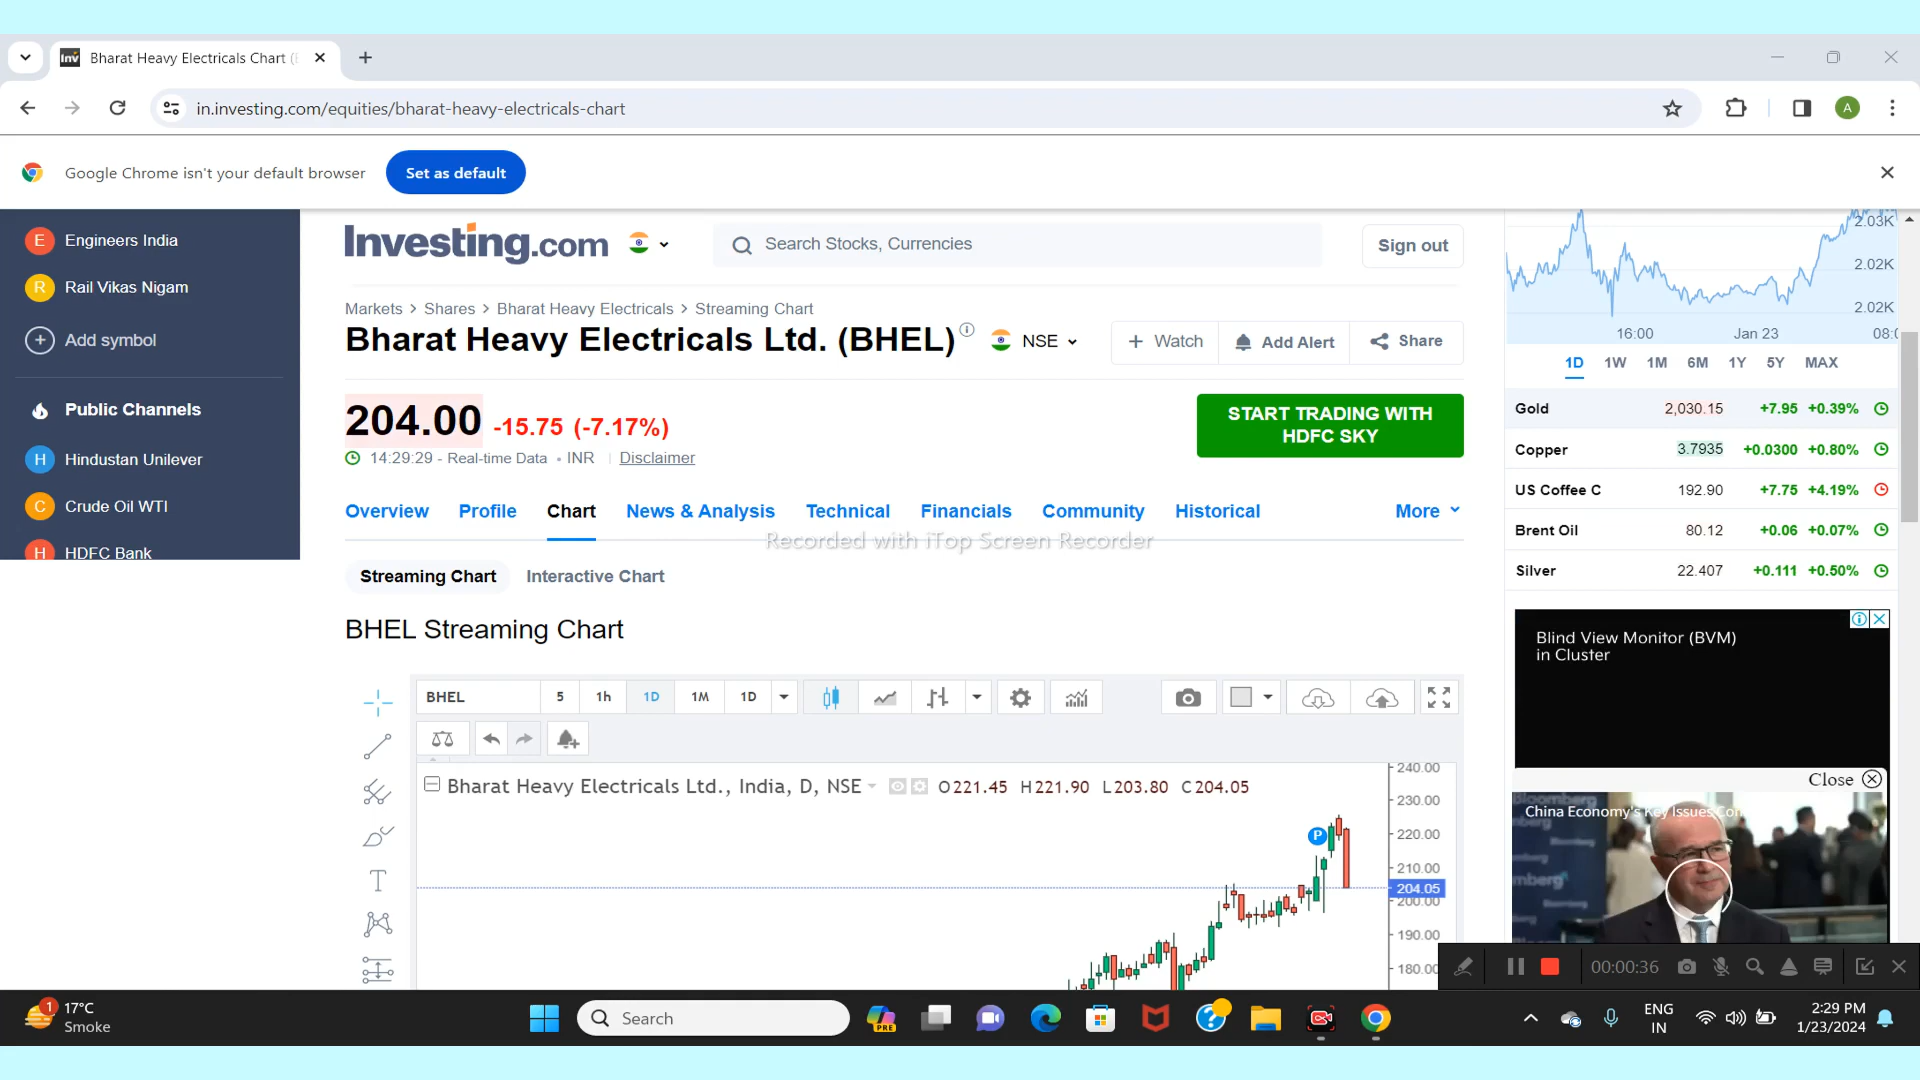 Inv Bharat Heavy Electricals Chart (
in.investing.com/equities/bharat-heavy-electricals-chart
A
Google Chrome isn't your default browser
Set as default
E Engineers India
R Rail Vikas Nigam
Add symbol
Public Channels
H Hindustan Unilever
C Crude Oil WTI
H HDFC Bank
Investing.com
Search Stocks, Currencies
Sign out
Markets > Shares > Bharat Heavy Electricals > Streaming Chart
Bharat Heavy Electricals Ltd. (BHEL)
NSE
+ Watch
Add Alert
Share
204.00 -15.75 (-7.17%)
14:29:29 - Real-time Data • INR | Disclaimer
START TRADING WITH
HDFC SKY
Overview Profile Chart News & Analysis Technical Financials Community Historical More
Recorded with iTop Screen Recorder
Streaming Chart Interactive Chart
BHEL Streaming Chart
BHEL 5 1h 1D 1M 1D
T
Bharat Heavy Electricals Ltd., India, D, NSE O221.45 H221.90 L203.80 C204.05
P
240.00
230.00
220.00
210.00
204.05
200.00
190.00
180.00
2.03K
2.02K
2.02K
16:00 Jan 23 08:
1D 1W 1M 6M 1Y 5Y MAX
Gold 2,030.15 +7.95 +0.39%
Copper 3.7935 +0.0300 +0.80%
US Coffee C 192.90 +7.75 +4.19%
Brent Oil 80.12 +0.06 +0.07%
Silver 22.407 +0.111 +0.50%
Blind View Monitor (BVM)
in Cluster
Close
Bloomberg
China Economy's Key Issues Con
00:00:36
1
17°C
Smoke
Search
PRE
ENG
IN
2:29 PM
1/23/2024